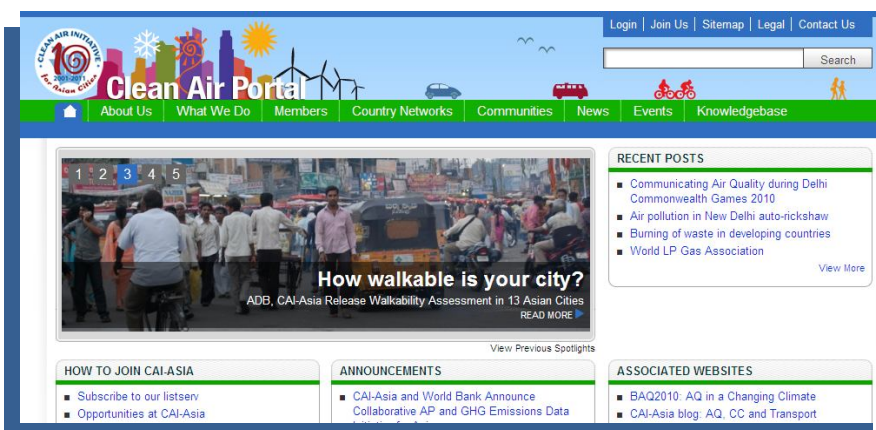 CLEAN AIR INITIATIVE
10
2001-2011
for Asian Cities
Clean Air Portal
Login | Join Us | Sitemap | Legal | Contact Us
Search
About Us | What We Do | Members | Country Networks | Communities | News | Events | Knowledgebase
1 2 3 4 5
How walkable is your city?
ADB, CAI-Asia Release Walkability Assessment in 13 Asian Cities
READ MORE
View Previous Spotlights
RECENT POSTS
Communicating Air Quality during Delhi
Commonwealth Games 2010
Air pollution in New Delhi auto-rickshaw
Burning of waste in developing countries
World LP Gas Association
View More
HOW TO JOIN CAI-ASIA
Subscribe to our listserv
Opportunities at CAI-Asia
ANNOUNCEMENTS
CAI-Asia and World Bank Announce
Collaborative AP and GHG Emissions Data
ASSOCIATED WEBSITES
BAQ2010: AQ in a Changing Climate
CAI-Asia blog: AQ, CC and Transport